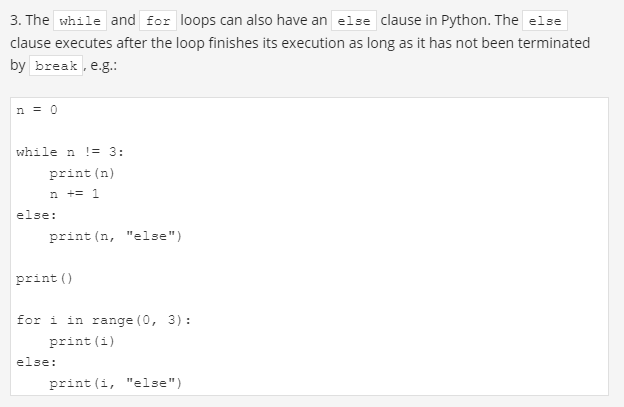 3. The while and for loops can also have an else clause in Python. The else
clause executes after the loop finishes its execution as long as it has not been terminated
by break , e.g.:
n = 0
while n != 3:
    print(n)
    n += 1
else:
    print(n, "else")
print()
for i in range(0, 3):
    print(i)
else:
    print(i, "else")